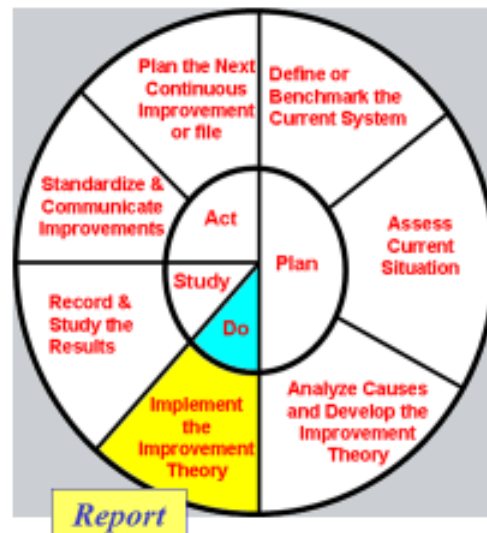 Plan the Next
Continuous
Improvement
or file
Define or
Benchmark the
Current System
Standardize &
Communicate
Improvements
Act
Plan
Assess
Current
Situation
Study
Do
Record &
Study the
Results
Implement
the
Improvement
Theory
Analyze Causes
and Develop the
Improvement
Theory
Report